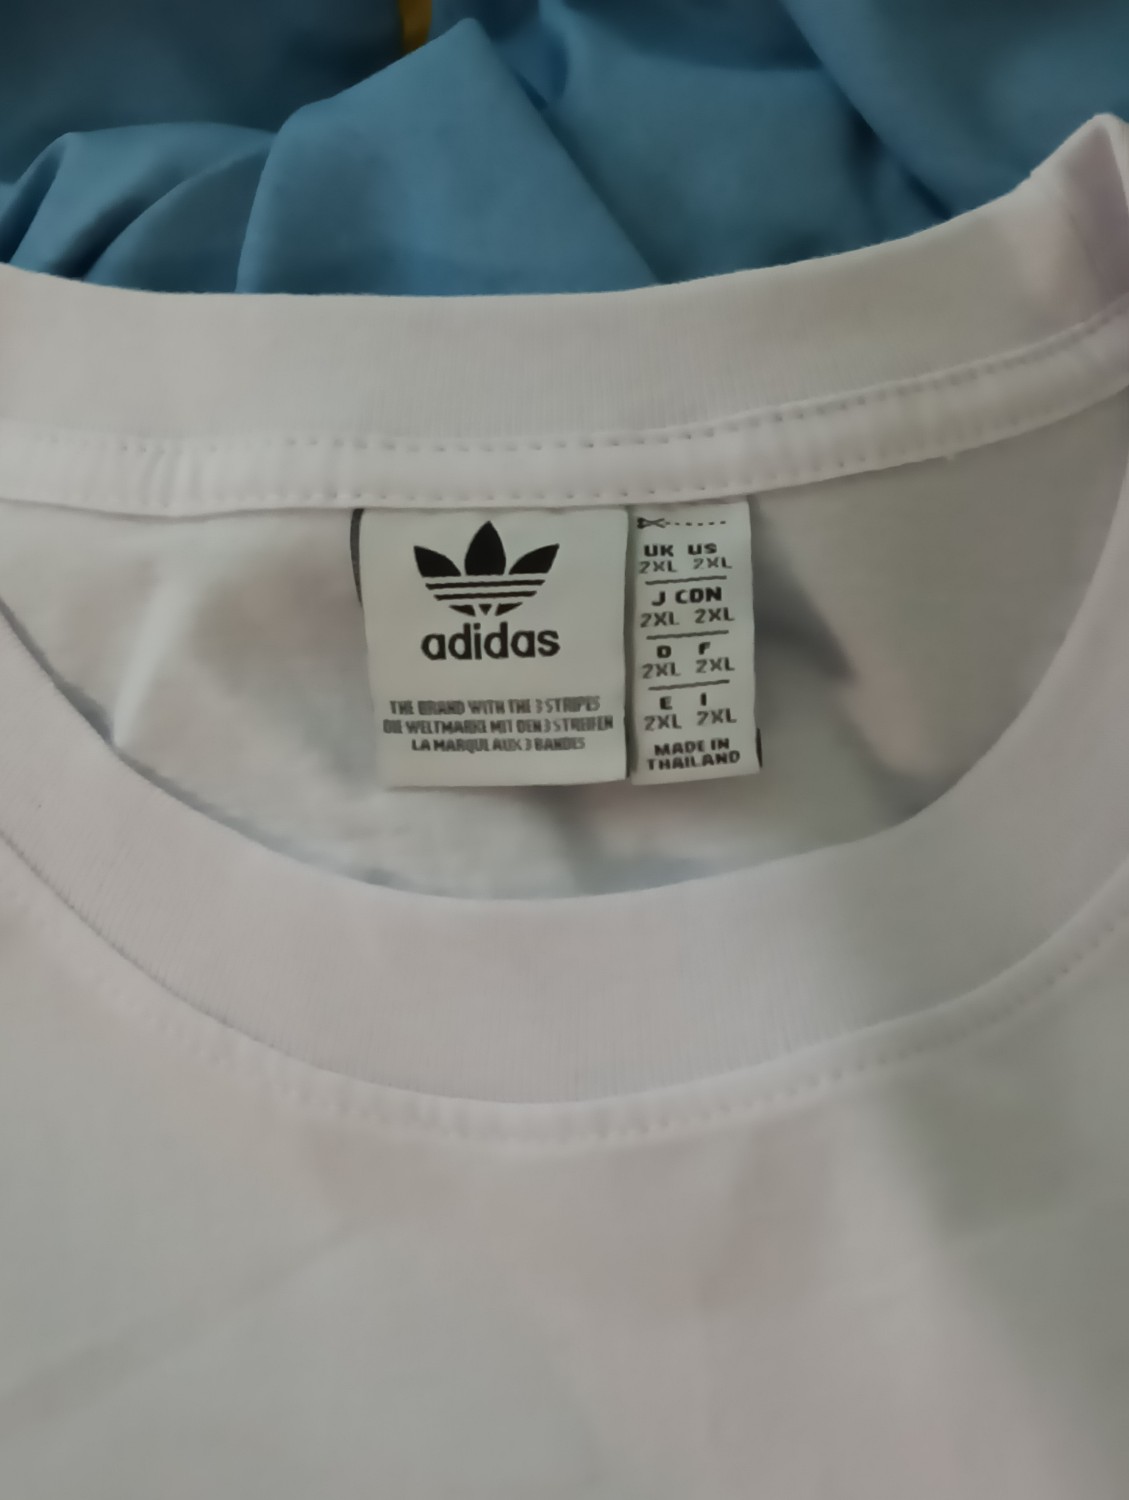 adidas
THE BRAND WITH THE 3 STRIPES
DIE WELTMARKE MIT DEN 3 STREIFEN
LA MARQUE AUX 3 BANDES
UK US
2XL 2XL
J CDN
2XL 2XL
D F
2XL 2XL
E I
2XL 2XL
MADE IN
THAILAND